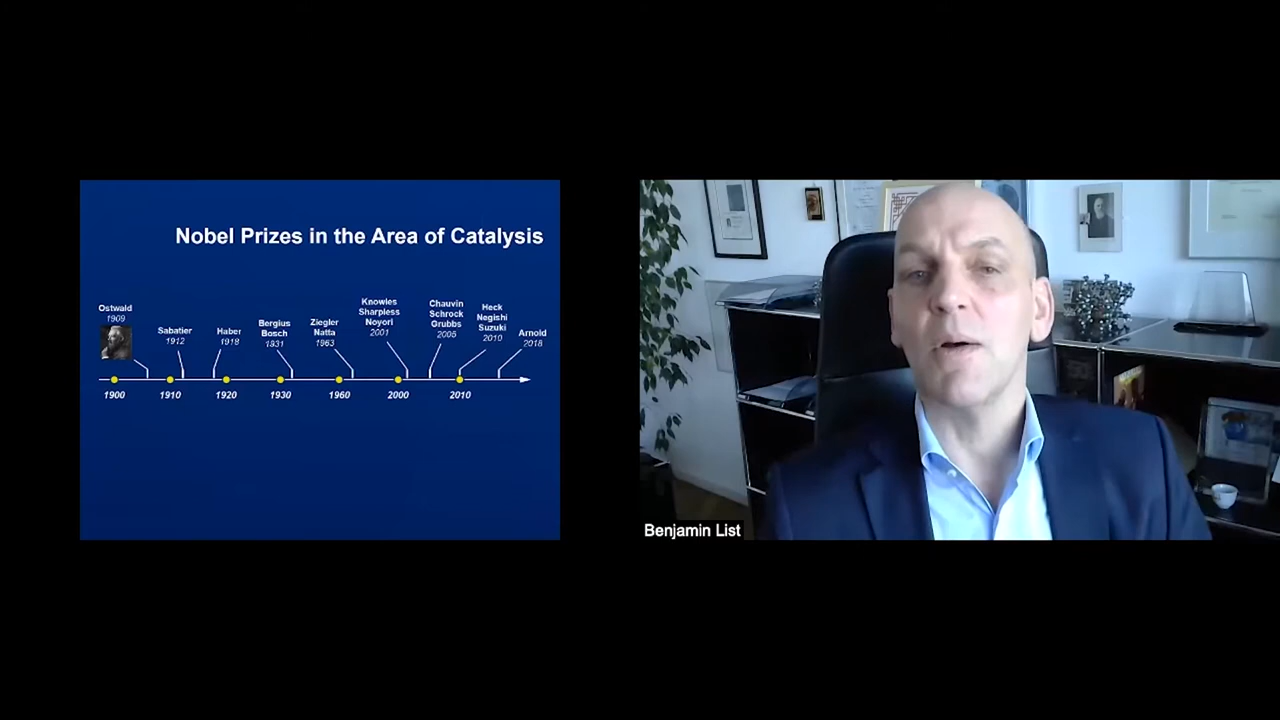 Nobel Prizes in the Area of Catalysis
Ostwald
1909
Sabatier
1912
Haber
1918
Bergius
Bosch
1931
Ziegler
Natta
1963
Knowles
Sharpless
Noyori
2001
Chauvin
Schrock
Grubbs
2005
Heck
Negishi
Suzuki
2010
Arnold
2018
1900
1910
1920
1930
1960
2000
2010
Benjamin List